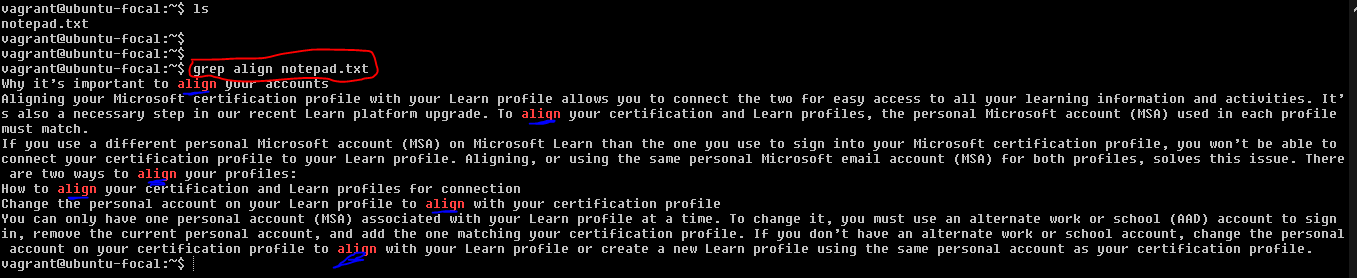 vagrant@ubuntu-focal:~$ ls
notepad.txt
vagrant@ubuntu-focal:~$
vagrant@ubuntu-focal:~$
vagrant@ubuntu-focal:~$ grep align notepad.txt
Why it's important to align your accounts
Aligning your Microsoft certification profile with your Learn profile allows you to connect the two for easy access to all your learning information and activities. It'
s also a necessary step in our recent Learn platform upgrade. To align your certification and Learn profiles, the personal Microsoft account (MSA) used in each profile
must match.
If you use a different personal Microsoft account (MSA) on Microsoft Learn than the one you use to sign into your Microsoft certification profile, you won't be able to
connect your certification profile to your Learn profile. Aligning, or using the same personal Microsoft email account (MSA) for both profiles, solves this issue. There
are two ways to align your profiles:
How to align your certification and Learn profiles for connection
Change the personal account on your Learn profile to align with your certification profile
You can only have one personal account (MSA) associated with your Learn profile at a time. To change it, you must use an alternate work or school (AAD) account to sign
in, remove the current personal account, and add the one matching your certification profile. If you don't have an alternate work or school account, change the personal
account on your certification profile to align with your Learn profile or create a new Learn profile using the same personal account as your certification profile.
vagrant@ubuntu-focal:~$